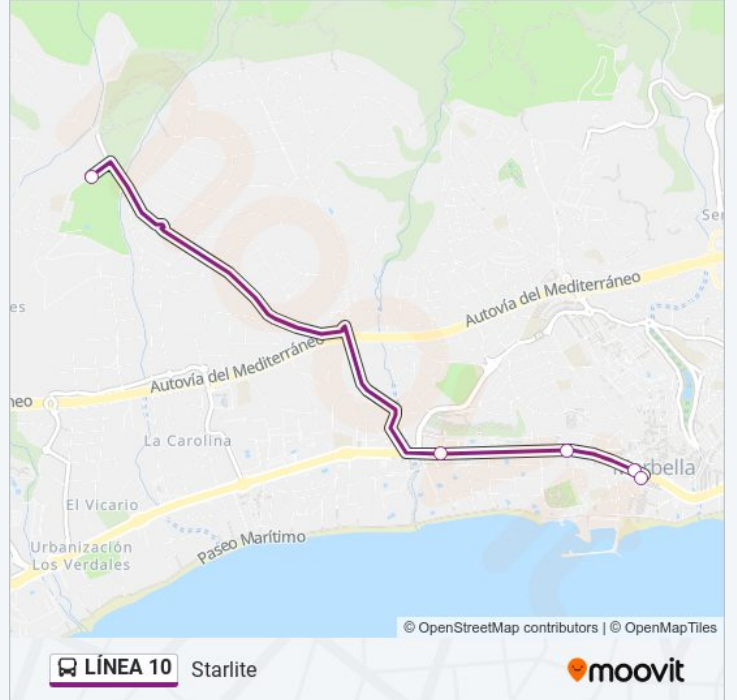 Ser
Autovía del Mediterráneo
es
Autovía del Mediterráneo
neo
La Carolina
Marbella
El Vicario
Urbanización
Los Verdales
Paseo Marítimo
© OpenStreetMap contributors | © OpenMapTiles
LÍNEA 10 Starlite
moovit